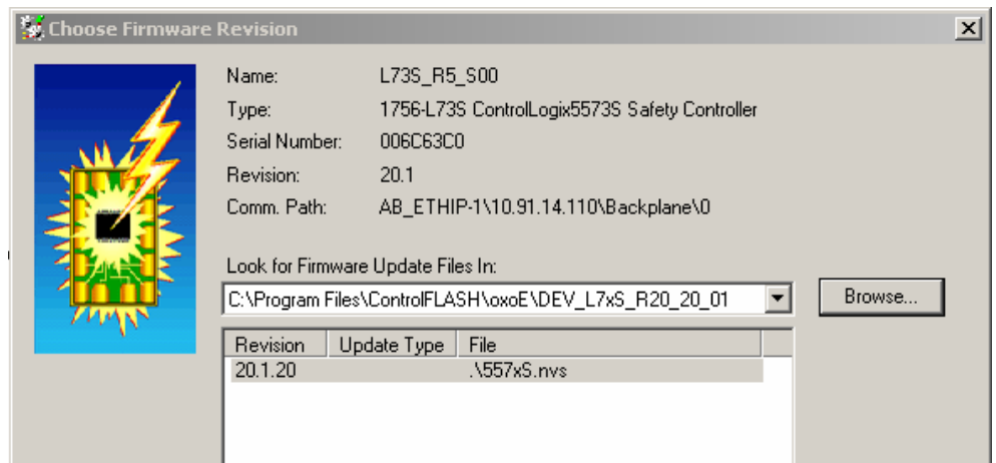 Choose Firmware Revision
Name: L73S_R5_S00
Type: 1756-L73S ControlLogix5573S Safety Controller
Serial Number: 006C63C0
Revision: 20.1
Comm. Path: AB_ETHIP-1\10.91.14.110\Backplane\0
Look for Firmware Update Files In:
C:\Program Files\ControlFLASH\oxoE\DEV_L7xS_R20_20_01 Browse...
Revision Update Type File
20.1.20 .\557xS.nvs